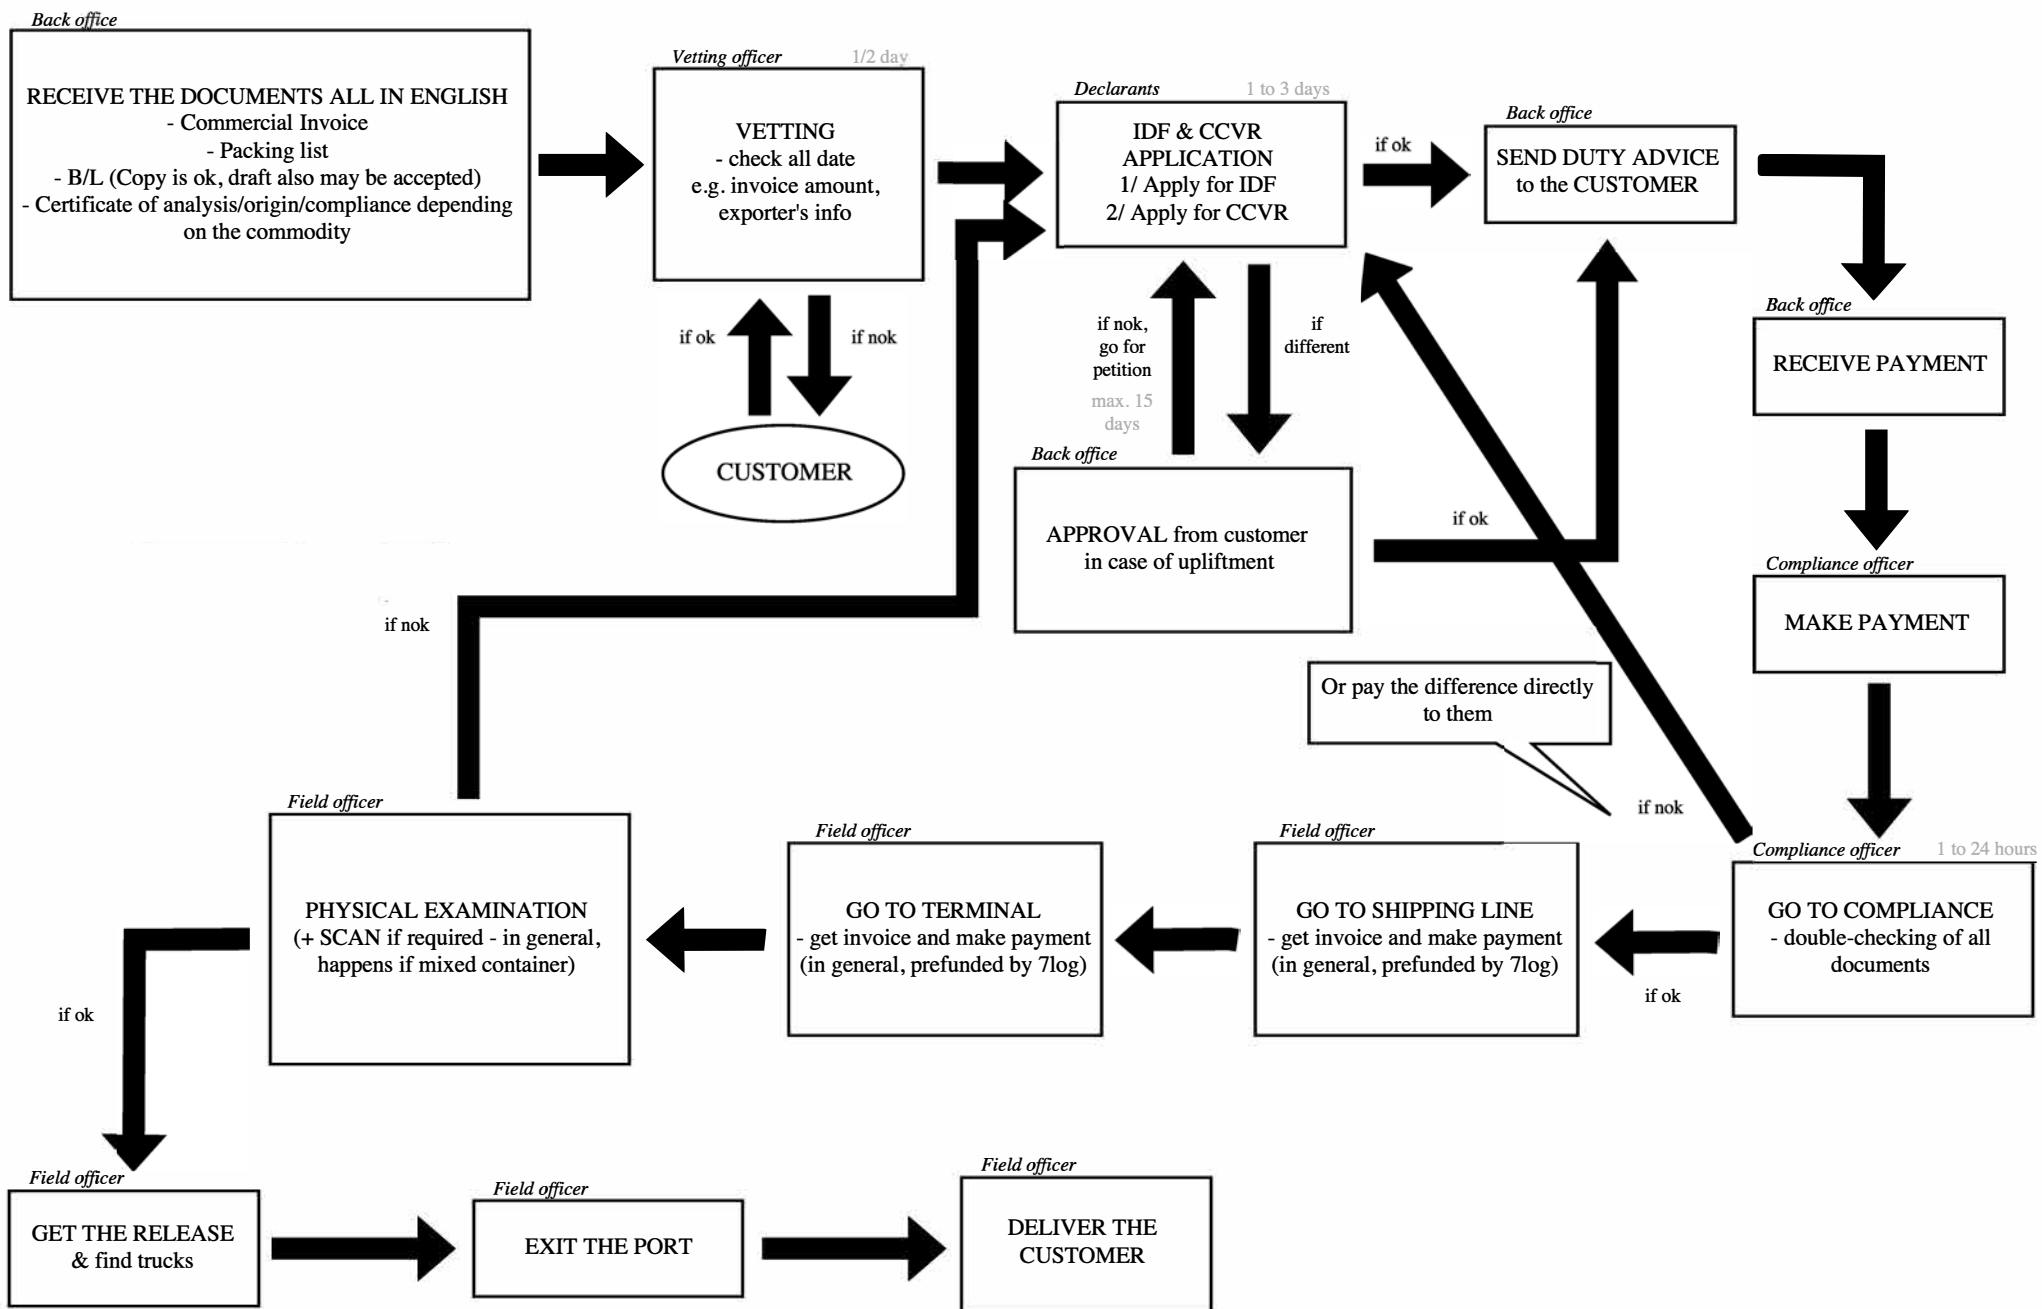 Back office
RECEIVE THE DOCUMENTS ALL IN ENGLISH
- Commercial Invoice
- Packing list
- B/L (Copy is ok, draft also may be accepted)
- Certificate of analysis/origin/compliance depending
on the commodity
Vetting officer
1/2 day
VETTING
- check all date
e.g. invoice amount,
exporter's info
if ok
if nok
CUSTOMER
Declarants
1 to 3 days
IDF & CCVR
APPLICATION
1/ Apply for IDF
2/ Apply for CCVR
if ok
Back office
SEND DUTY ADVICE
to the CUSTOMER
if nok,
go for
petition
max. 15
days
if
different
Back office
APPROVAL from customer
in case of upliftment
if ok
Back office
RECEIVE PAYMENT
Compliance officer
MAKE PAYMENT
Or pay the difference directly
to them
if nok
Compliance officer
1 to 24 hours
GO TO COMPLIANCE
- double-checking of all
documents
if ok
Field officer
GO TO SHIPPING LINE
- get invoice and make payment
(in general, prefunded by 7log)
Field officer
GO TO TERMINAL
- get invoice and make payment
(in general, prefunded by 7log)
Field officer
PHYSICAL EXAMINATION
(+ SCAN if required - in general,
happens if mixed container)
if nok
if ok
Field officer
GET THE RELEASE
& find trucks
Field officer
EXIT THE PORT
Field officer
DELIVER THE
CUSTOMER